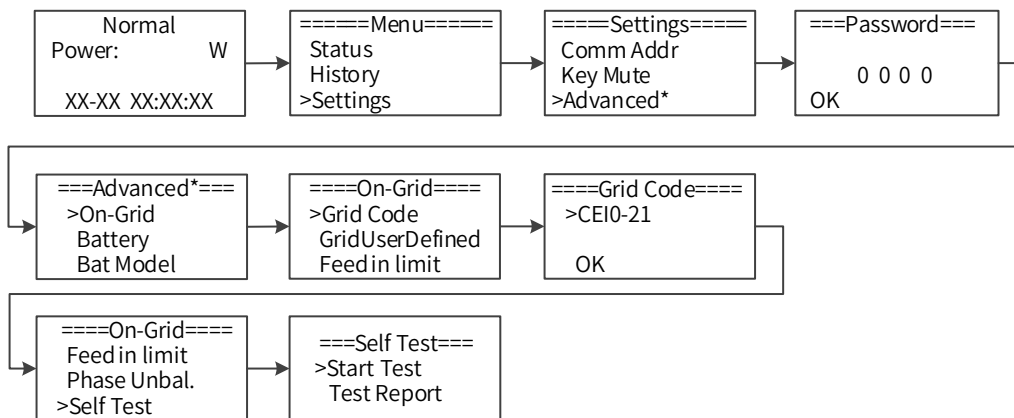 Normal
Power: W
XX-XX XX:XX:XX
======Menu======
Status
History
>Settings
=====Settings=====
Comm Addr
Key Mute
>Advanced*
===Password===
0 0 0 0
OK
===Advanced*===
>On-Grid
Battery
Bat Model
====On-Grid====
>Grid Code
GridUserDefined
Feed in limit
====Grid Code====
>CEI0-21
OK
====On-Grid====
Feed in limit
Phase Unbal.
>Self Test
===Self Test===
>Start Test
Test Report